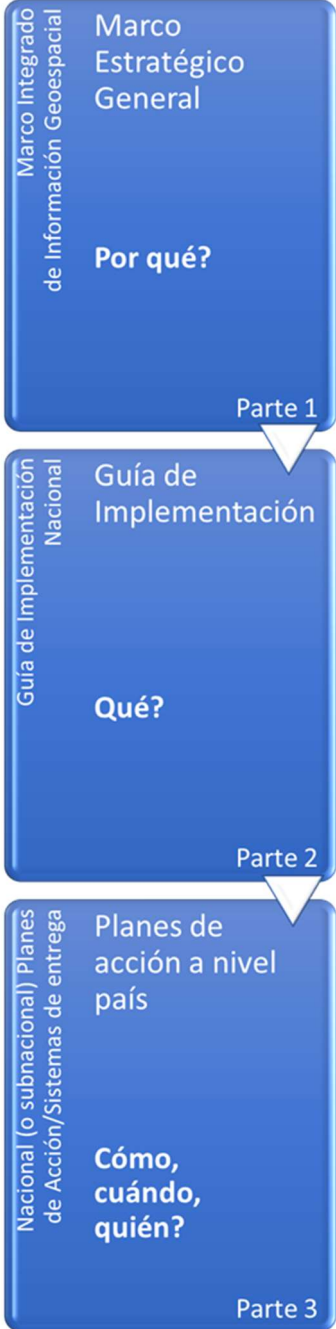 Marco Integrado
de Información Geoespacial
Marco
Estratégico
General
Por qué?
Parte 1
Guía de Implementación
Nacional
Guía de
Implementación
Qué?
Parte 2
Nacional (o subnacional) Planes
de Acción/Sistemas de entrega
Planes de
acción a nivel
país
Cómo,
cuándo,
quién?
Parte 3